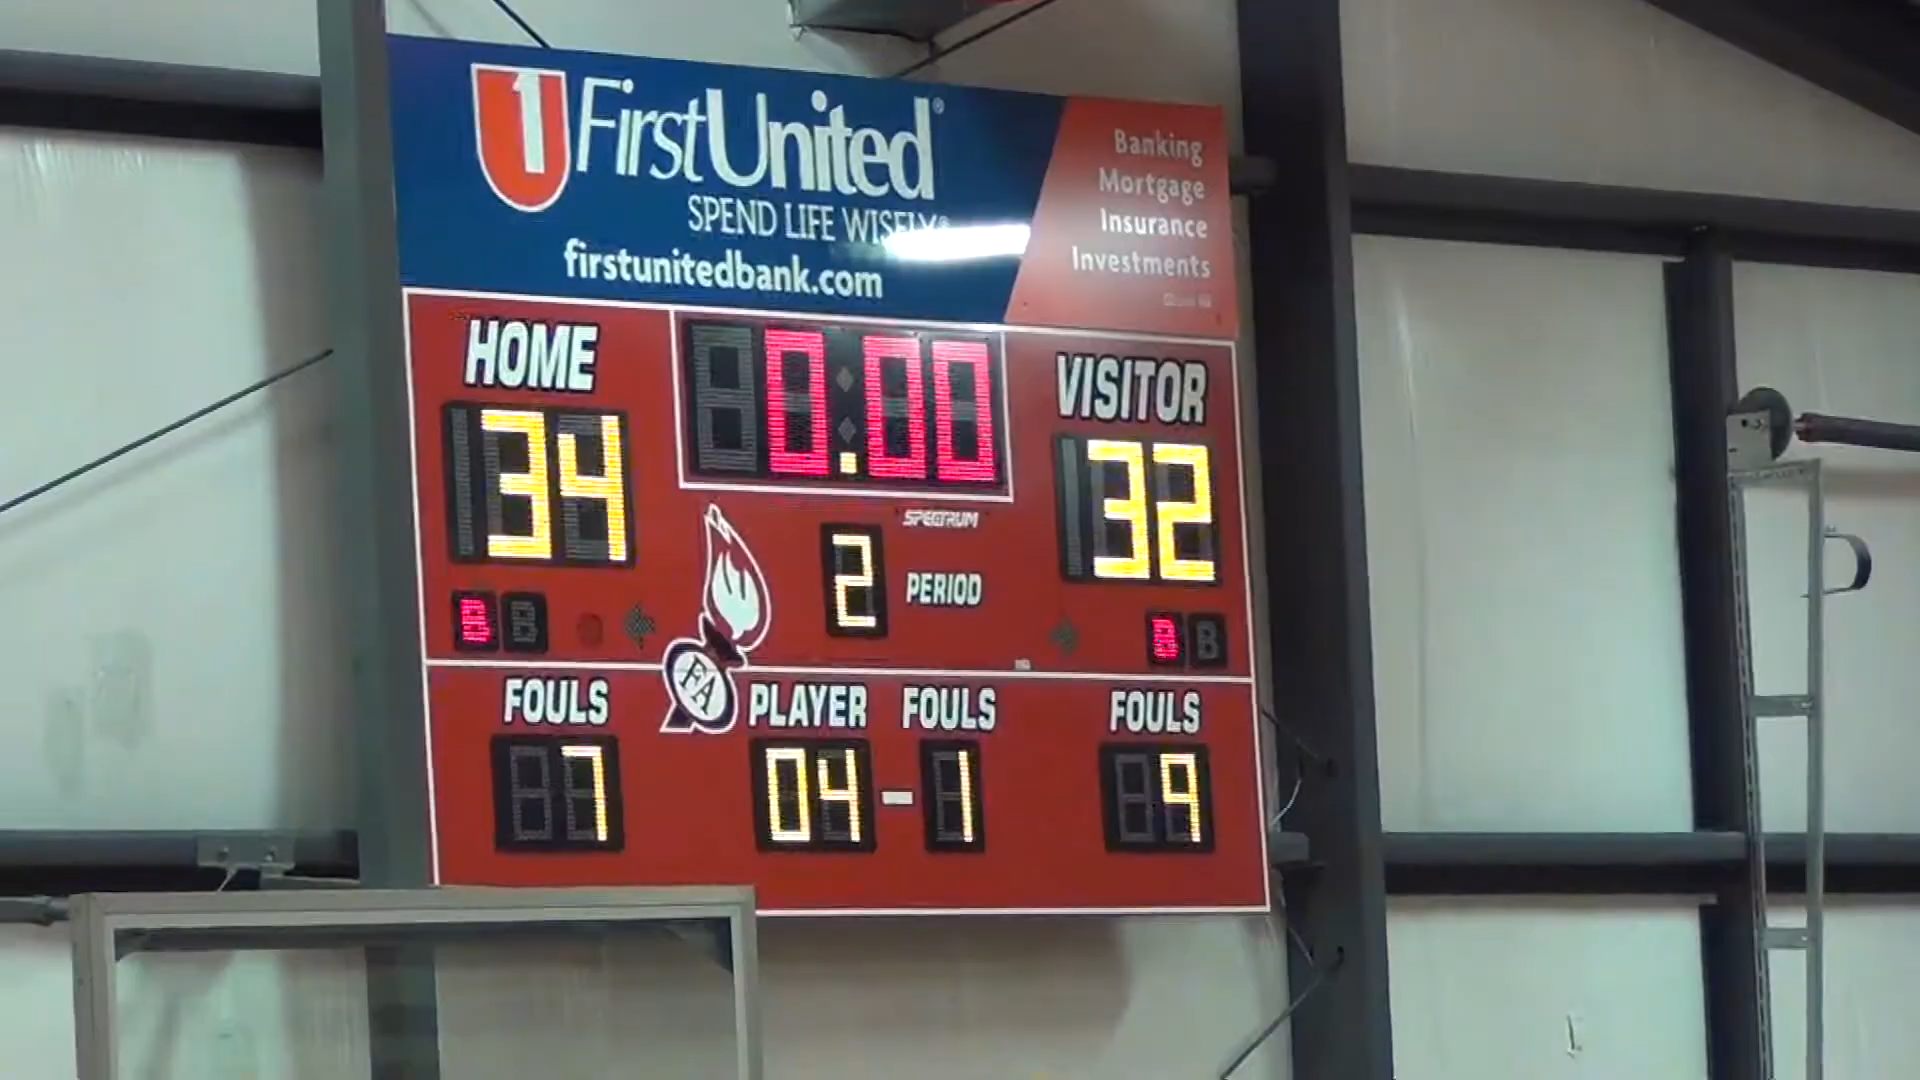 1 FirstUnited®
SPEND LIFE WISELY®
firstunitedbank.com
Banking
Mortgage
Insurance
Investments
HOME
0.00
VISITOR
34
32
SPECTRUM
2 PERIOD
B
B B
FA
FOULS
PLAYER FOULS
FOULS
7
04-1
9